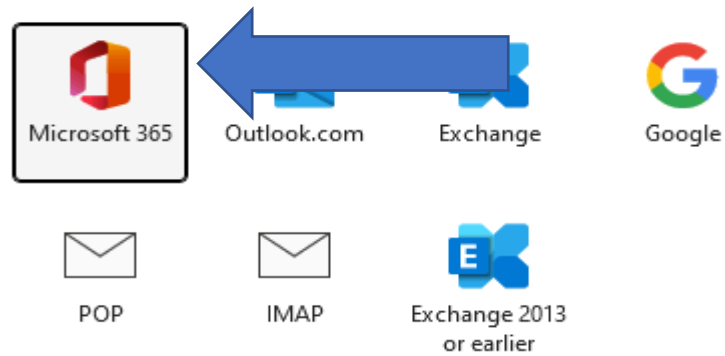 Microsoft 365
Outlook.com
Exchange
Google
POP
IMAP
E
Exchange 2013
or earlier